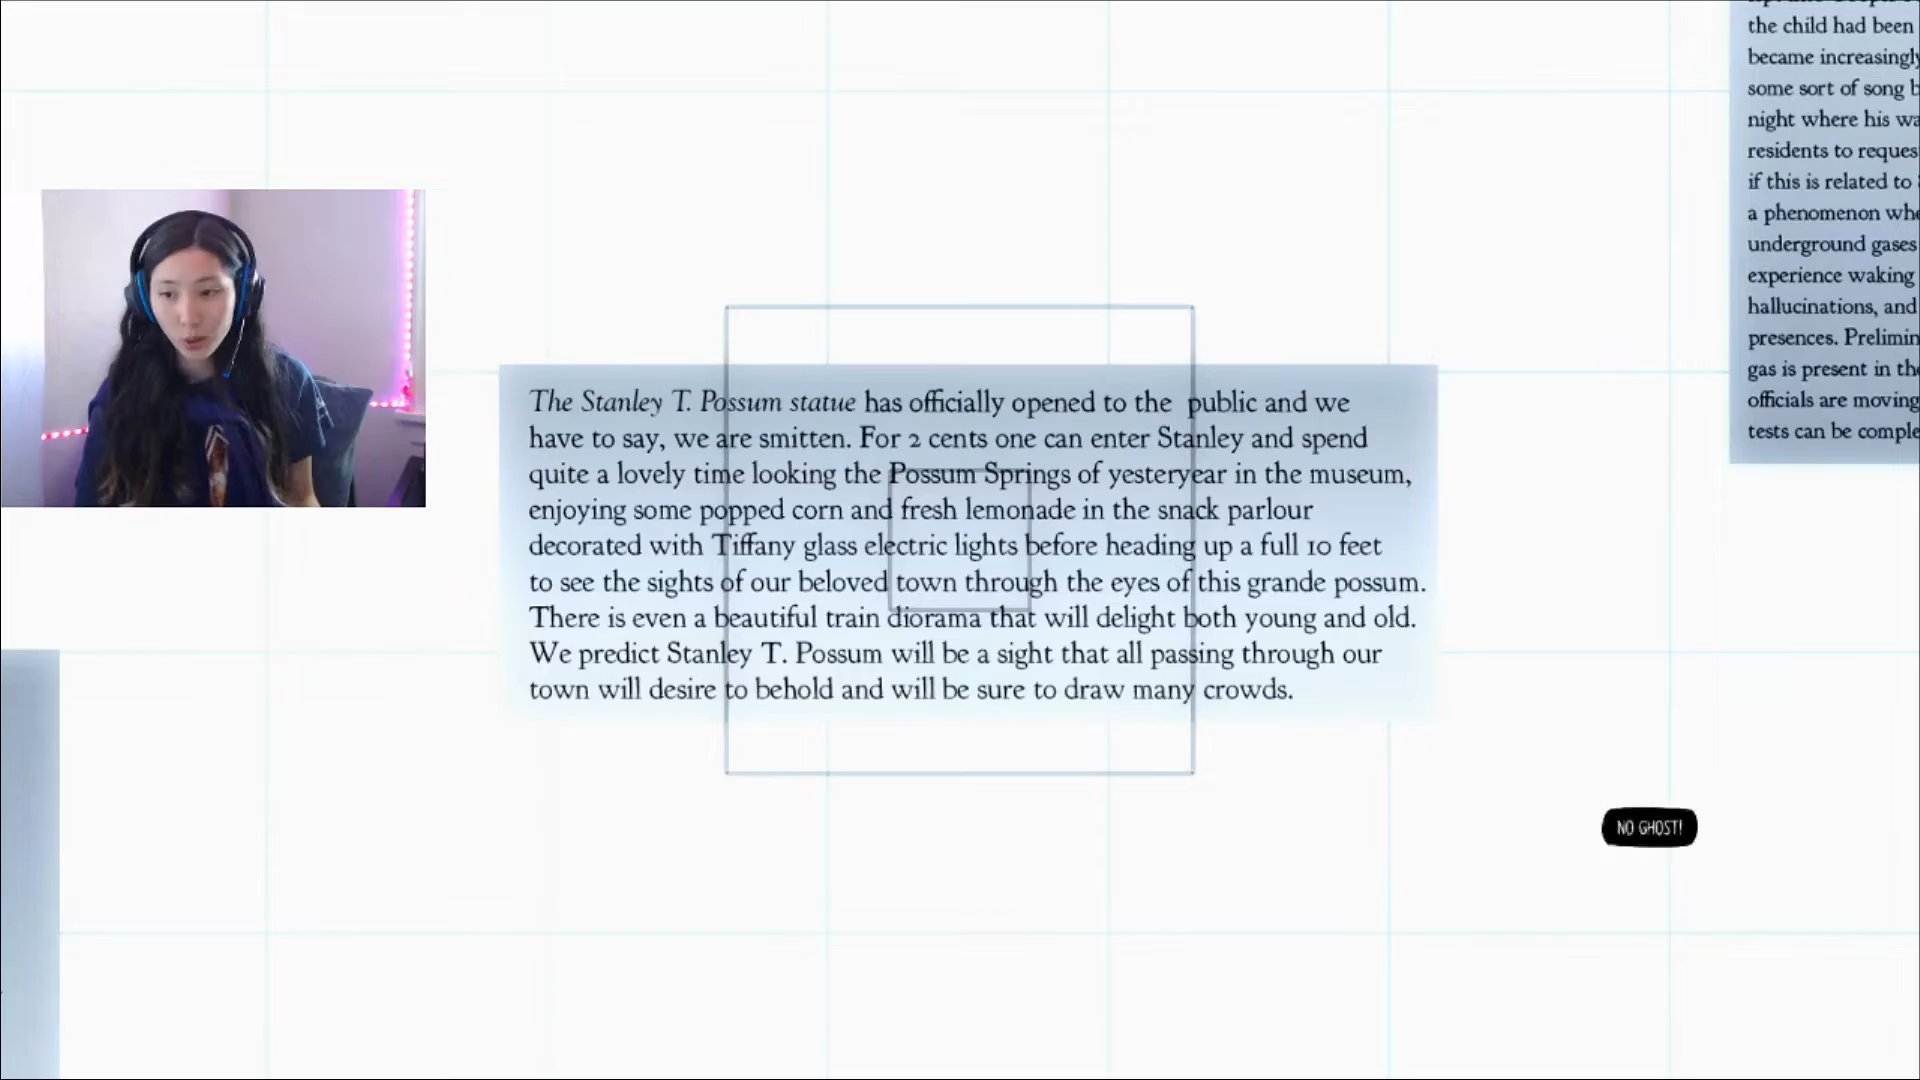 The Stanley T. Possum statue has officially opened to the public and we
have to say, we are smitten. For 2 cents one can enter Stanley and spend
quite a lovely time looking the Possum Springs of yesteryear in the museum,
enjoying some popped corn and fresh lemonade in the snack parlour
decorated with Tiffany glass electric lights before heading up a full 10 feet
to see the sights of our beloved town through the eyes of this grande possum.
There is even a beautiful train diorama that will delight both young and old.
We predict Stanley T. Possum will be a sight that all passing through our
town will desire to behold and will be sure to draw many crowds.
the child had been
became increasingly
some sort of song
night where his
residents to
if this is related to
a phenomenon
underground gases
experience waking
hallucinations, and
presences.
gas is present in
officials are moving
tests can be
NO GHOST!